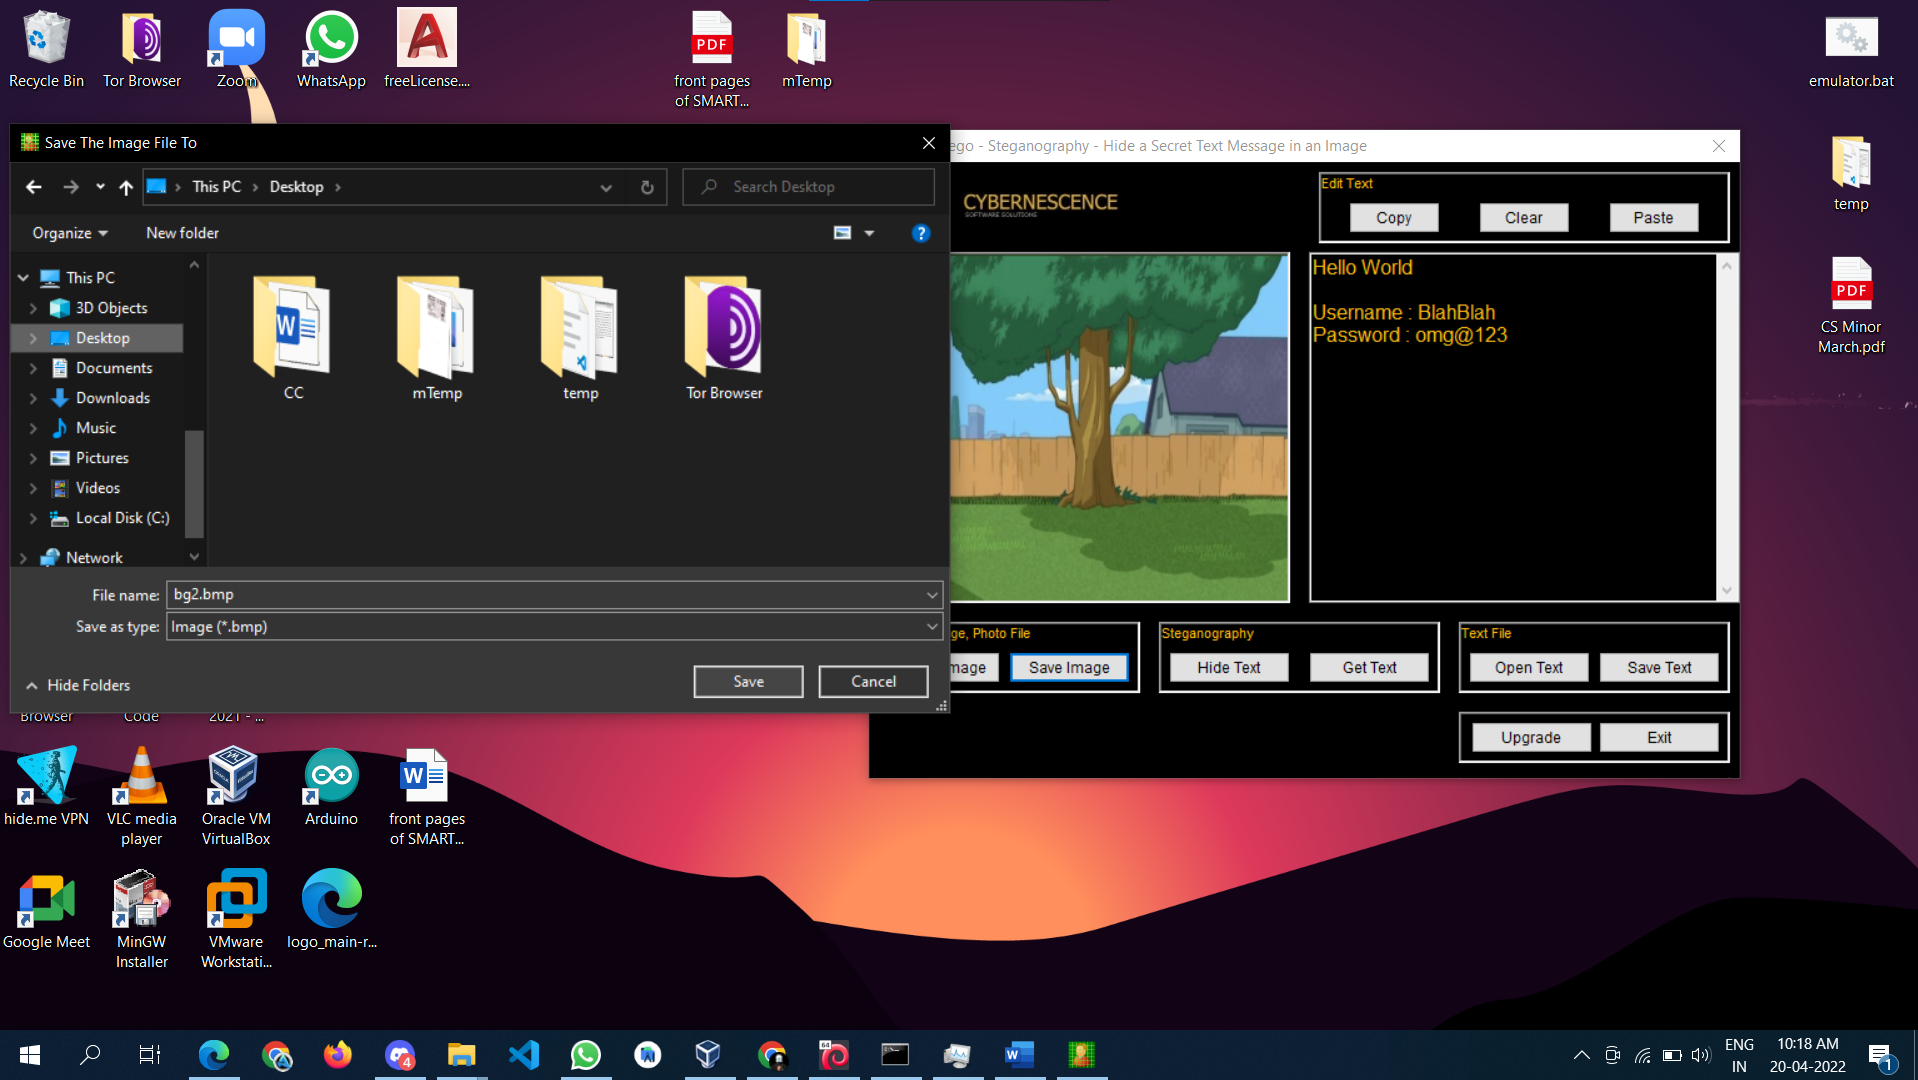 Recycle Bin
Tor Browser
Zoom
WhatsApp
freeLicense....
PDF
front pages
of SMART...
mTemp
emulator.bat
Save The Image File To
ego - Steganography - Hide a Secret Text Message in an Image
This PC
Desktop
Search Desktop
CYBERNESCENCE
SOFTWARE SOLUTIONS
Edit Text
Copy
Clear
Paste
temp
Organize
New folder
?
This PC
3D Objects
Desktop
Documents
Downloads
Music
Pictures
Videos
Local Disk (C:)
Network
W
CC
mTemp
temp
Tor Browser
Hello World
Username : BlahBlah
Password : omg@123
PDF
CS Minor
March.pdf
File name:
bg2.bmp
Save as type:
Image (*.bmp)
Hide Folders
Save
Cancel
ge, Photo File
mage
Save Image
Steganography
Hide Text
Get Text
Text File
Open Text
Save Text
Upgrade
Exit
Browser
Code
2021 - ...
hide.me VPN
VLC media
player
Oracle VM
VirtualBox
Arduino
W
front pages
of SMART...
Google Meet
MinGW
Installer
VMware
Workstati...
logo_main-r...
4
64
W
ENG
IN
10:18 AM
20-04-2022
1